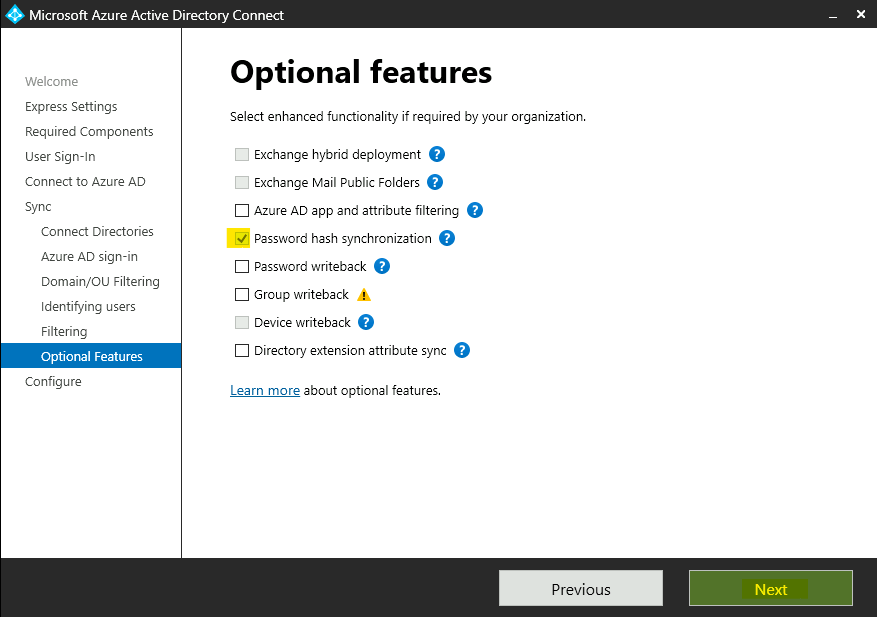 Microsoft Azure Active Directory Connect
Welcome
Express Settings
Required Components
User Sign-In
Connect to Azure AD
Sync
Connect Directories
Azure AD sign-in
Domain/OU Filtering
Identifying users
Filtering
Optional Features
Configure
Optional features
Select enhanced functionality if required by your organization.
Exchange hybrid deployment ?
Exchange Mail Public Folders ?
Azure AD app and attribute filtering ?
Password hash synchronization ?
Password writeback ?
Group writeback
Device writeback ?
Directory extension attribute sync ?
Learn more about optional features.
Previous
Next